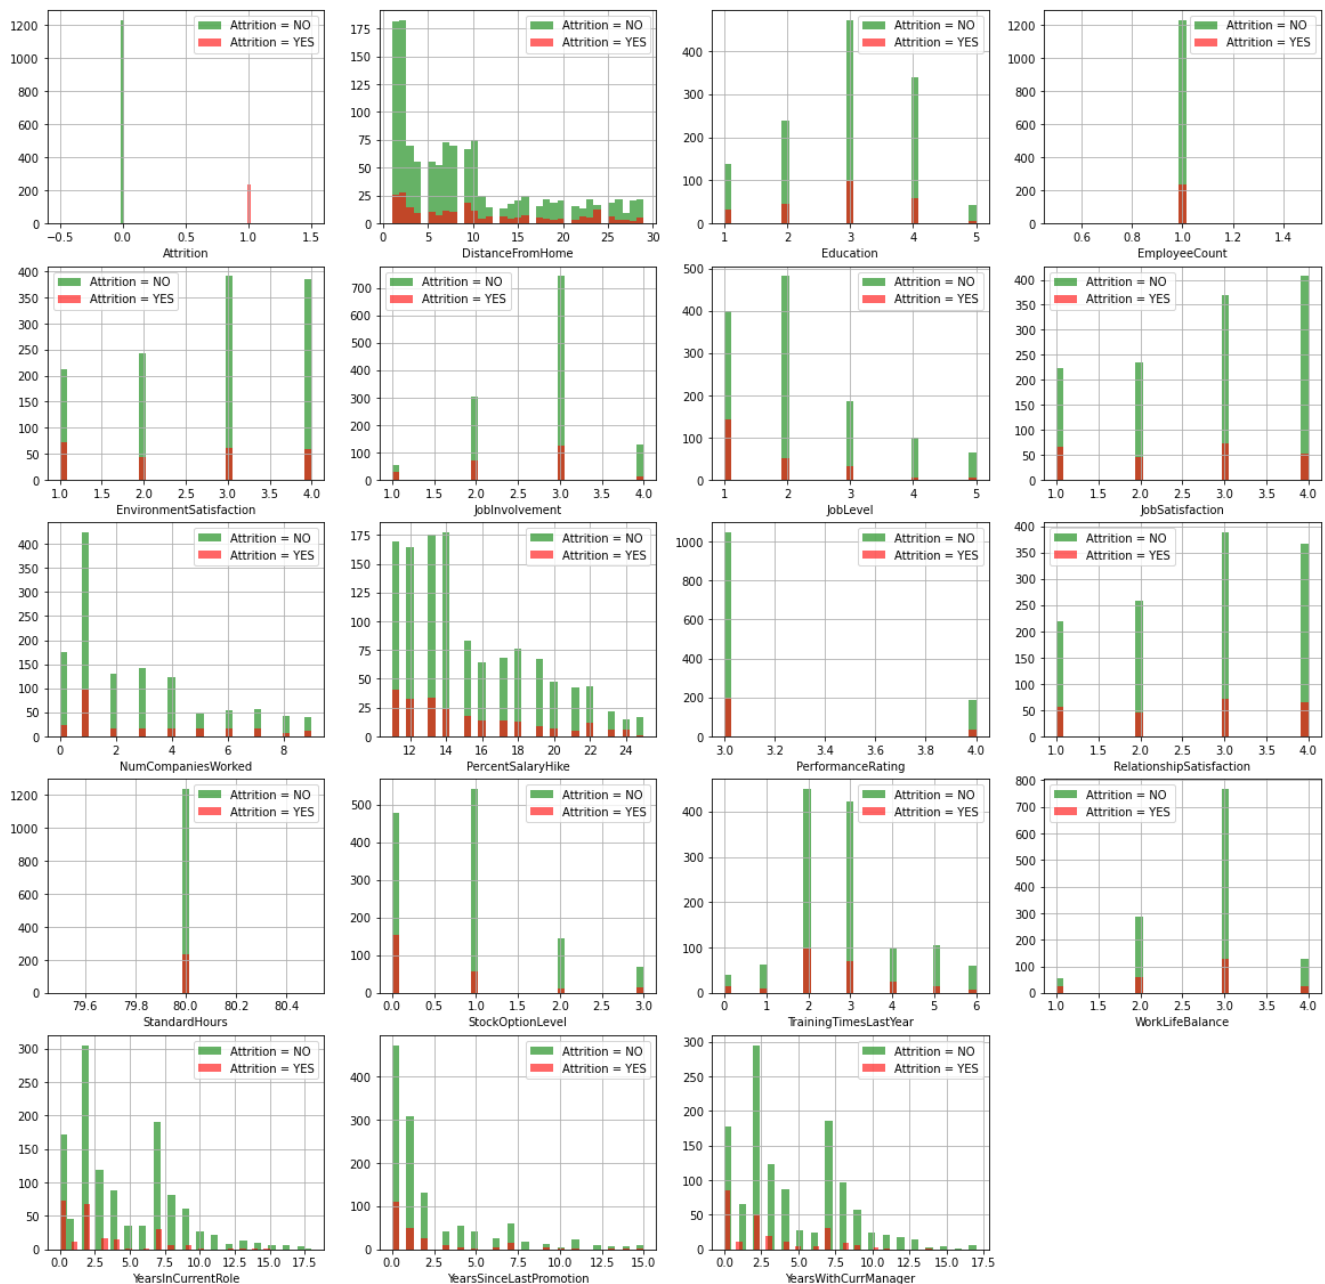 1200
1000
800
600
400
200
0
-0.5 0.0 0.5 1.0 1.5
Attrition
Attrition = NO
Attrition = YES
175
150
125
100
75
50
25
0
0 5 10 15 20 25 30
DistanceFromHome
Attrition = NO
Attrition = YES
400
300
200
100
0
1 2 3 4 5
Education
Attrition = NO
Attrition = YES
1200
1000
800
600
400
200
0
0.6 0.8 1.0 1.2 1.4
EmployeeCount
Attrition = NO
Attrition = YES
400
350
300
250
200
150
100
50
0
1.0 1.5 2.0 2.5 3.0 3.5 4.0
EnvironmentSatisfaction
Attrition = NO
Attrition = YES
700
600
500
400
300
200
100
0
1.0 1.5 2.0 2.5 3.0 3.5 4.0
JobInvolvement
Attrition = NO
Attrition = YES
500
400
300
200
100
0
1 2 3 4 5
JobLevel
Attrition = NO
Attrition = YES
400
350
300
250
200
150
100
50
0
1.0 1.5 2.0 2.5 3.0 3.5 4.0
JobSatisfaction
Attrition = NO
Attrition = YES
400
350
300
250
200
150
100
50
0
0 2 4 6 8
NumCompaniesWorked
Attrition = NO
Attrition = YES
175
150
125
100
75
50
25
0
12 14 16 18 20 22 24
PercentSalaryHike
Attrition = NO
Attrition = YES
1000
800
600
400
200
0
3.0 3.2 3.4 3.6 3.8 4.0
PerformanceRating
Attrition = NO
Attrition = YES
400
350
300
250
200
150
100
50
0
1.0 1.5 2.0 2.5 3.0 3.5 4.0
RelationshipSatisfaction
Attrition = NO
Attrition = YES
1200
1000
800
600
400
200
0
79.6 79.8 80.0 80.2 80.4
StandardHours
Attrition = NO
Attrition = YES
500
400
300
200
100
0
0.0 0.5 1.0 1.5 2.0 2.5 3.0
StockOptionLevel
Attrition = NO
Attrition = YES
400
300
200
100
0
0 1 2 3 4 5 6
TrainingTimesLastYear
Attrition = NO
Attrition = YES
800
700
600
500
400
300
200
100
0
1.0 1.5 2.0 2.5 3.0 3.5 4.0
WorkLifeBalance
Attrition = NO
Attrition = YES
300
250
200
150
100
50
0
0.0 2.5 5.0 7.5 10.0 12.5 15.0 17.5
YearsInCurrentRole
Attrition = NO
Attrition = YES
400
300
200
100
0
0.0 2.5 5.0 7.5 10.0 12.5 15.0
YearsSinceLastPromotion
Attrition = NO
Attrition = YES
300
250
200
150
100
50
0
0.0 2.5 5.0 7.5 10.0 12.5 15.0 17.5
YearsWithCurrManager
Attrition = NO
Attrition = YES